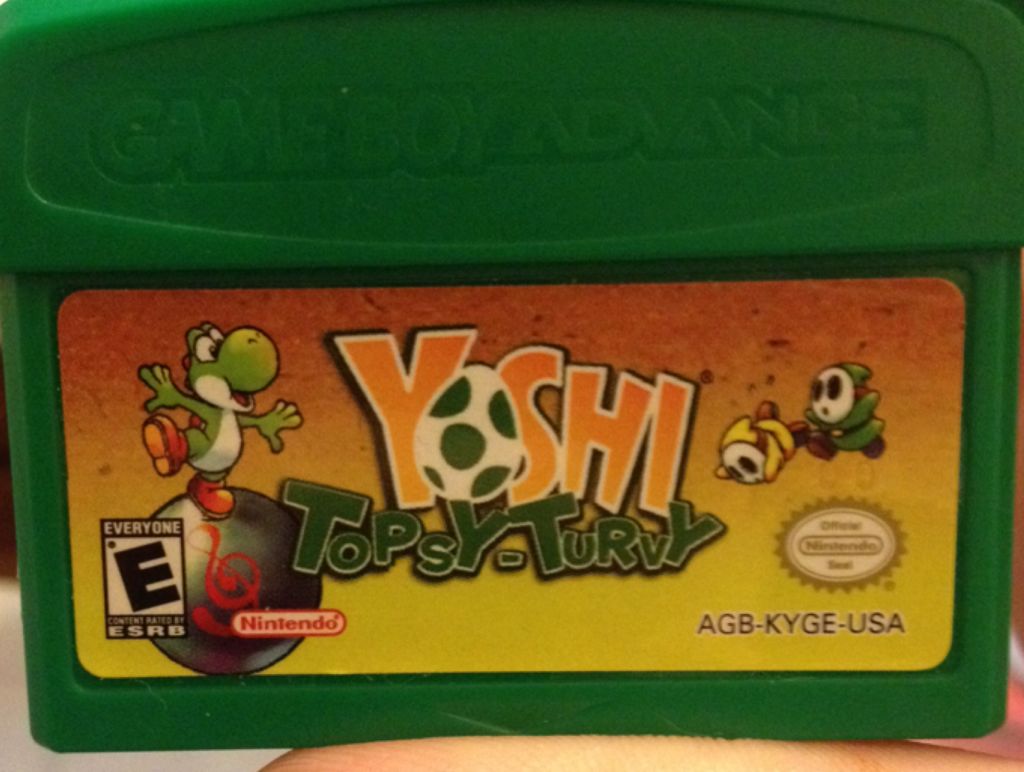 GAME BOY ADVANCE
YOSHI®
TOPSY-TURVY
EVERYONE
E
CONTENT RATED BY
ESRB
Nintendo®
Official
Nintendo
Seal
AGB-KYGE-USA